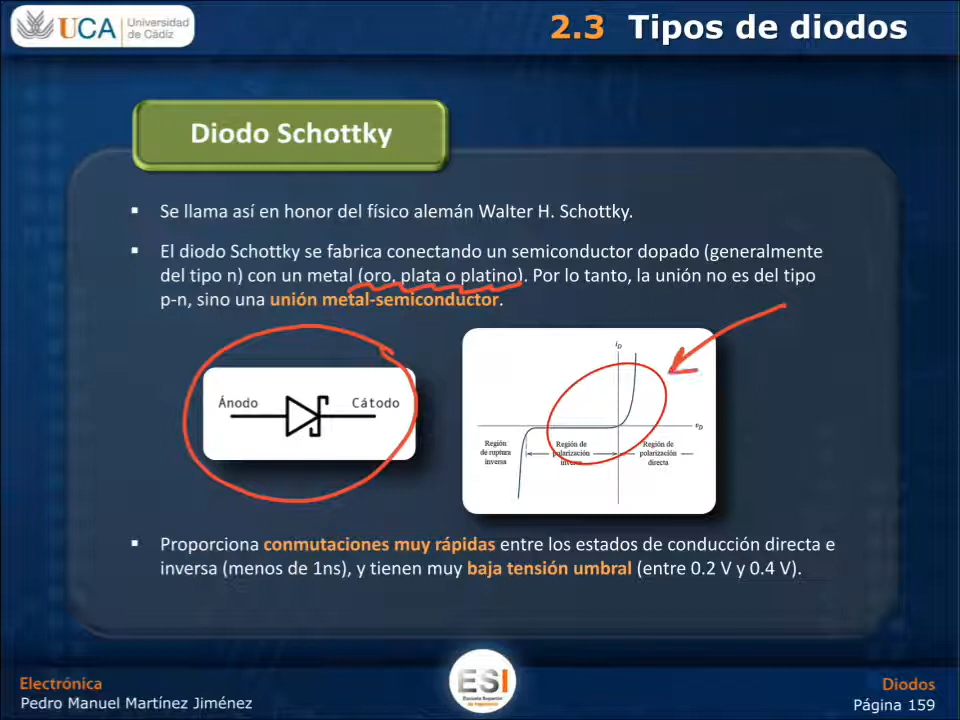 UCA Universidad
de Cádiz
2.3 Tipos de diodos
Diodo Schottky
▪ Se llama así en honor del físico alemán Walter H. Schottky.
▪ El diodo Schottky se fabrica conectando un semiconductor dopado (generalmente
del tipo n) con un metal (oro, plata o platino). Por lo tanto, la unión no es del tipo
p-n, sino una unión metal-semiconductor.
Ánodo Cátodo
i_D
v_D
Región
de ruptura
inversa
Región de
polarización
inversa
Región de
polarización
directa
▪ Proporciona conmutaciones muy rápidas entre los estados de conducción directa e
inversa (menos de 1ns), y tienen muy baja tensión umbral (entre 0.2 V y 0.4 V).
Electrónica
Pedro Manuel Martínez Jiménez
ESI
Escuela Superior
de Ingeniería
Diodos
Página 159